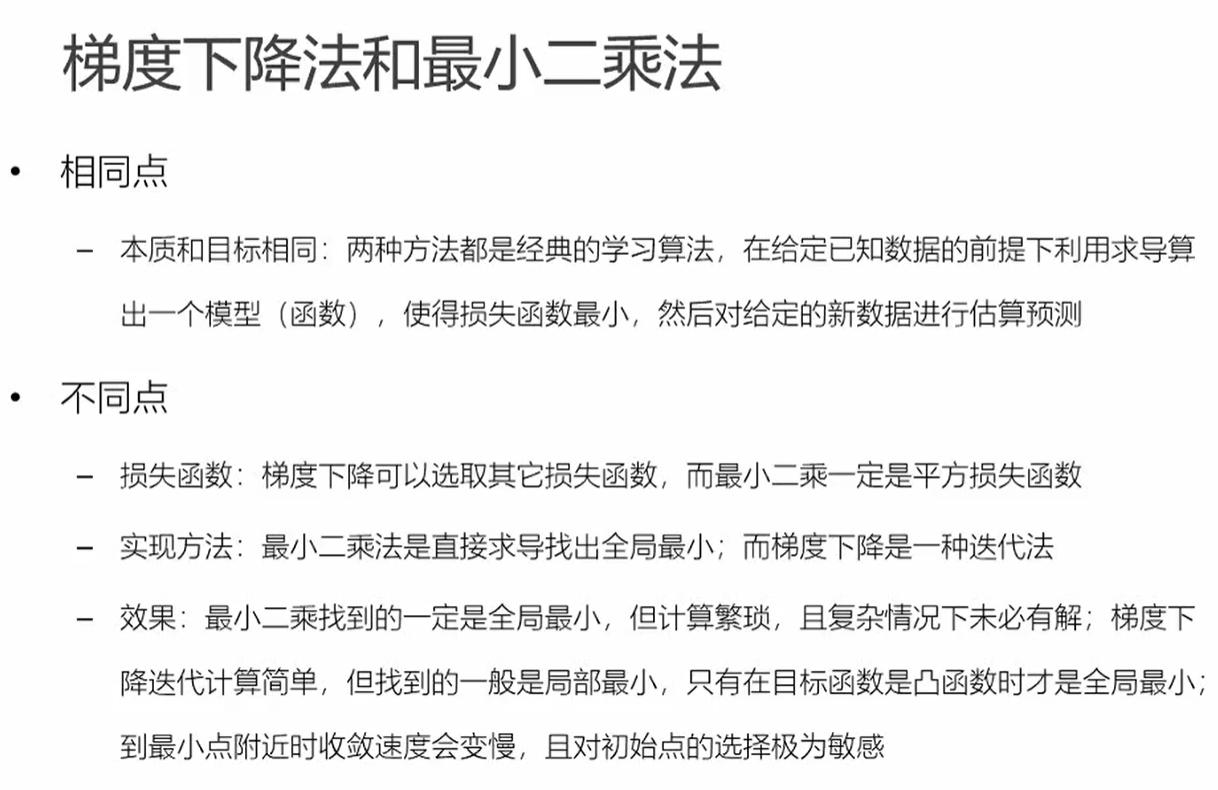 梯度下降法和最小二乘法
• 相同点
– 本质和目标相同：两种方法都是经典的学习算法，在给定已知数据的前提下利用求导算
出一个模型（函数），使得损失函数最小，然后对给定的新数据进行估算预测
• 不同点
– 损失函数：梯度下降可以选取其它损失函数，而最小二乘一定是平方损失函数
– 实现方法：最小二乘法是直接求导找出全局最小；而梯度下降是一种迭代法
– 效果：最小二乘找到的一定是全局最小，但计算繁琐，且复杂情况下未必有解；梯度下
降迭代计算简单，但找到的一般是局部最小，只有在目标函数是凸函数时才是全局最小；
到最小点附近时收敛速度会变慢，且对初始点的选择极为敏感